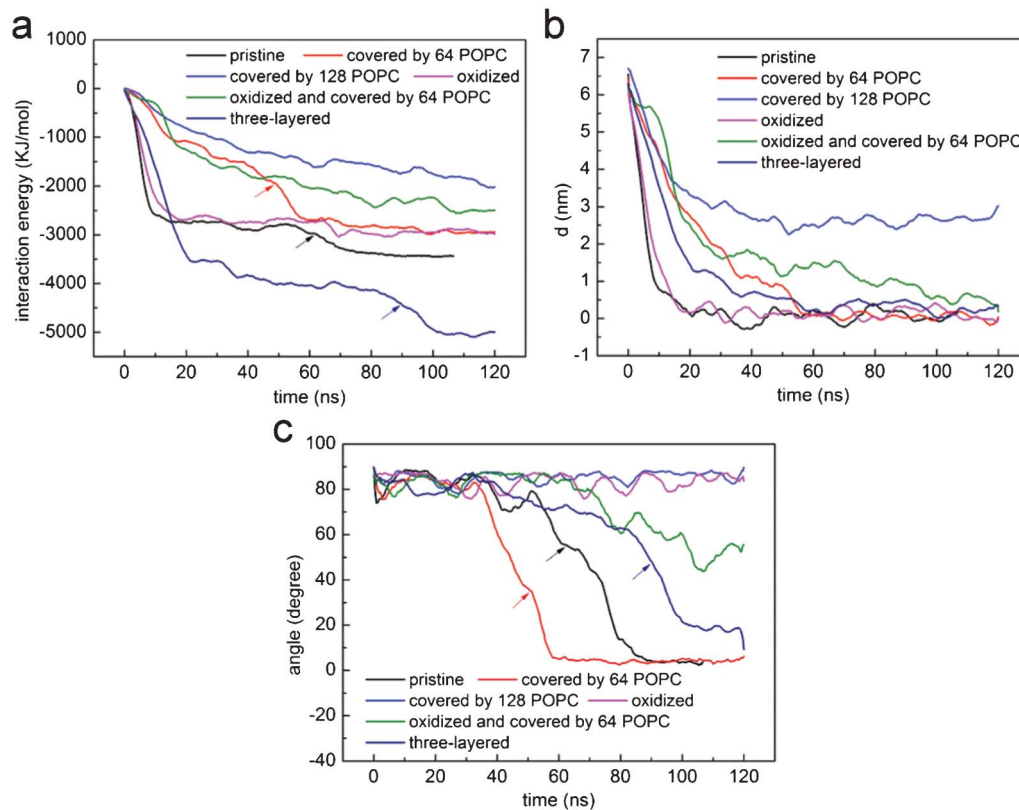 a
1000
0
-1000
-2000
-3000
-4000
-5000
interaction energy (KJ/mol)
pristine covered by 64 POPC
covered by 128 POPC oxidized
oxidized and covered by 64 POPC
three-layered
0 20 40 60 80 100 120
time (ns)
b
7
6
5
4
3
2
1
0
-1
d (nm)
pristine
covered by 64 POPC
covered by 128 POPC
oxidized
oxidized and covered by 64 POPC
three-layered
0 20 40 60 80 100 120
time (ns)
c
100
80
60
40
20
0
-20
-40
angle (degree)
pristine covered by 64 POPC
covered by 128 POPC oxidized
oxidized and covered by 64 POPC
three-layered
0 20 40 60 80 100 120
time (ns)